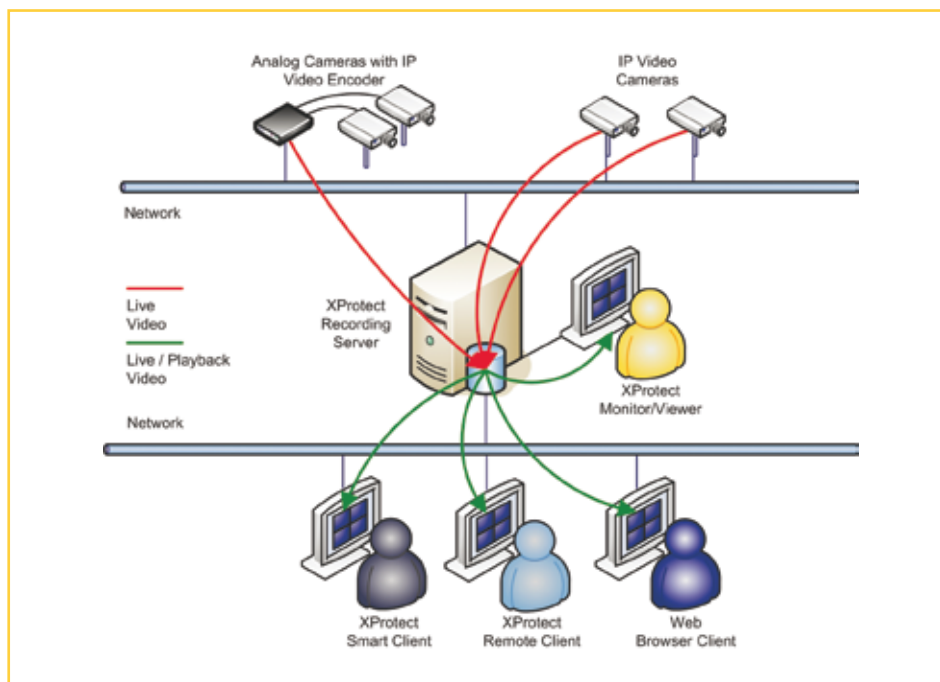 Analog Cameras with IP
Video Encoder
IP Video
Cameras
Network
Live
Video
Live / Playback
Video
XProtect
Recording
Server
XProtect
Monitor/Viewer
Network
XProtect
Smart Client
XProtect
Remote Client
Web
Browser Client